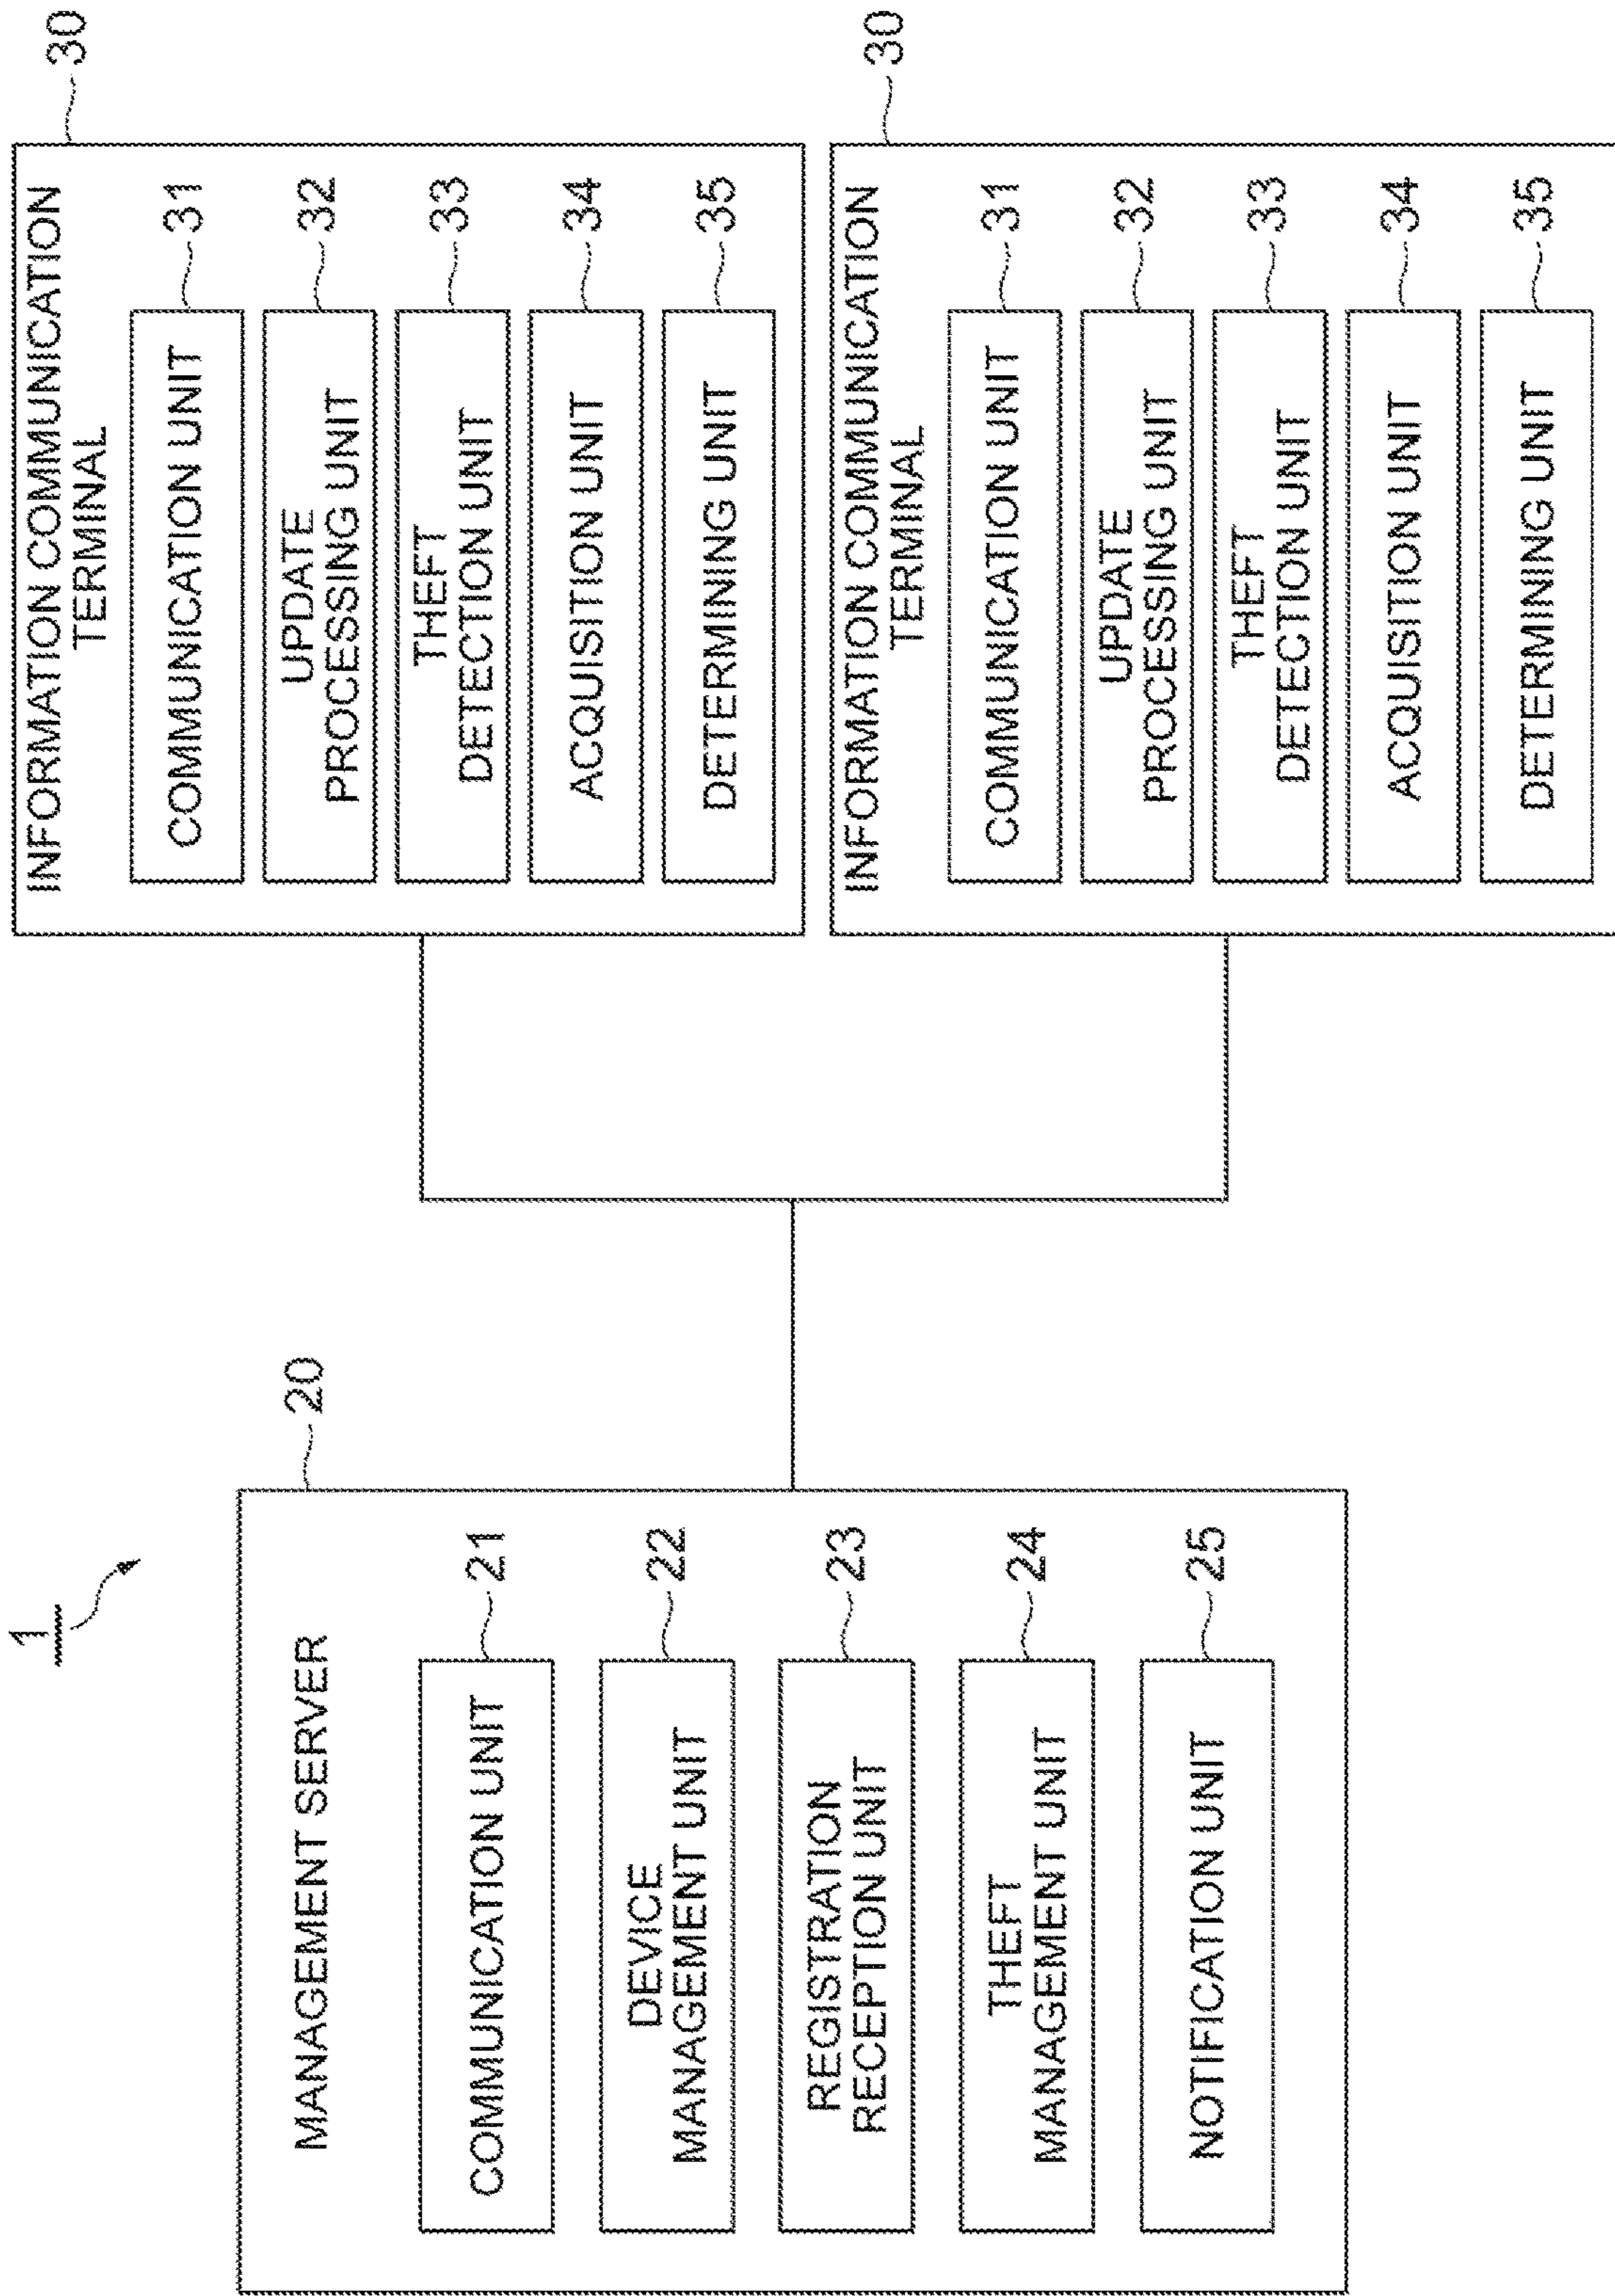 1
20
MANAGEMENT SERVER
COMMUNICATION UNIT
21
DEVICE
MANAGEMENT UNIT
22
REGISTRATION
RECEPTION UNIT
23
THEFT
MANAGEMENT UNIT
24
NOTIFICATION UNIT
25
30
INFORMATION COMMUNICATION
TERMINAL
COMMUNICATION UNIT
31
UPDATE
PROCESSING UNIT
32
THEFT
DETECTION UNIT
33
ACQUISITION UNIT
34
DETERMINING UNIT
35
30
INFORMATION COMMUNICATION
TERMINAL
COMMUNICATION UNIT
31
UPDATE
PROCESSING UNIT
32
THEFT
DETECTION UNIT
33
ACQUISITION UNIT
34
DETERMINING UNIT
35